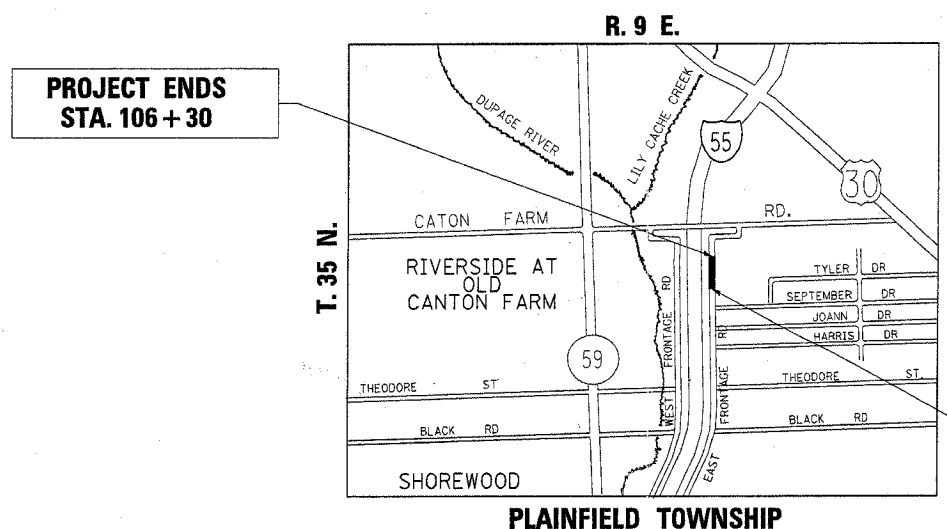 R. 9 E.
PROJECT ENDS
STA. 106+30
DUPAGE RIVER
LILY CACHE CREEK
55
30
CATON FARM RD.
T. 35 N.
RIVERSIDE AT
OLD
CANTON FARM
TYLER DR
SEPTEMBER DR
JOANN DR
HARRIS DR
59
WEST FRONTAGE RD
EAST FRONTAGE RD
THEODORE ST
THEODORE ST.
BLACK RD
BLACK RD
SHOREWOOD
PLAINFIELD TOWNSHIP